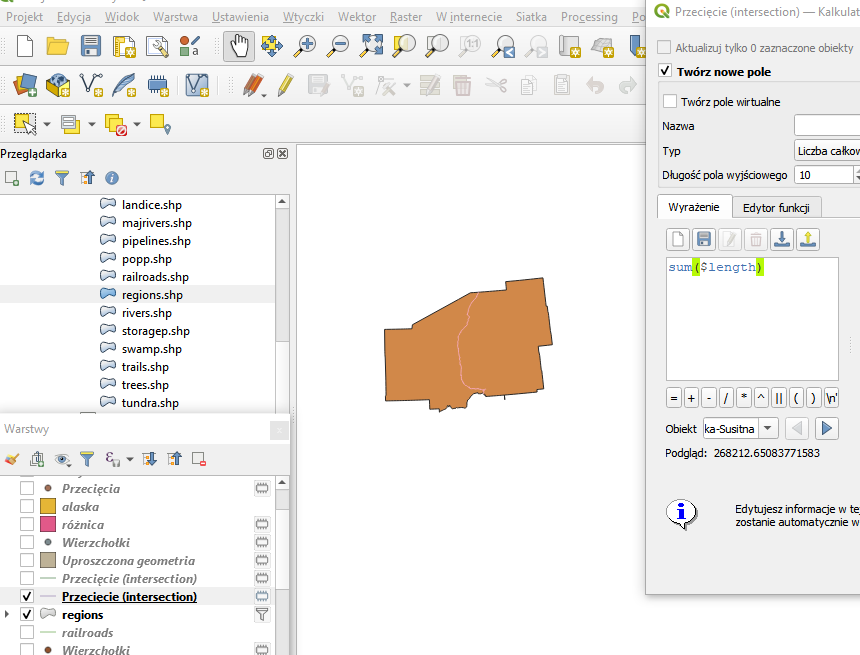 Projekt Edycja Widok Warstwa Ustawienia Wtyczki Wektor Raster W internecie Siatka Processing
Przeglądarka
landice.shp
majrivers.shp
pipelines.shp
popp.shp
railroads.shp
regions.shp
rivers.shp
storagep.shp
swamp.shp
trails.shp
trees.shp
tundra.shp
Warstwy
Przecięcia
alaska
różnica
Wierzchołki
Uproszczona geometria
Przecięcie (intersection)
Przecięcie (intersection)
regions
railroads
Wierzchołki
Przecięcie (intersection) — Kalkulat
Aktualizuj tylko 0 zaznaczone obiekty
Twórz nowe pole
Twórz pole wirtualne
Nazwa
Typ Liczba całkow
Długość pola wyjściowego 10
Wyrażenie Edytor funkcji
sum($length)
= + - / * ^ || ( ) '\n'
Obiekt ka-Susitna
Podgląd: 268212.65083771583
Edytujesz informacje w tej
zostanie automatycznie w